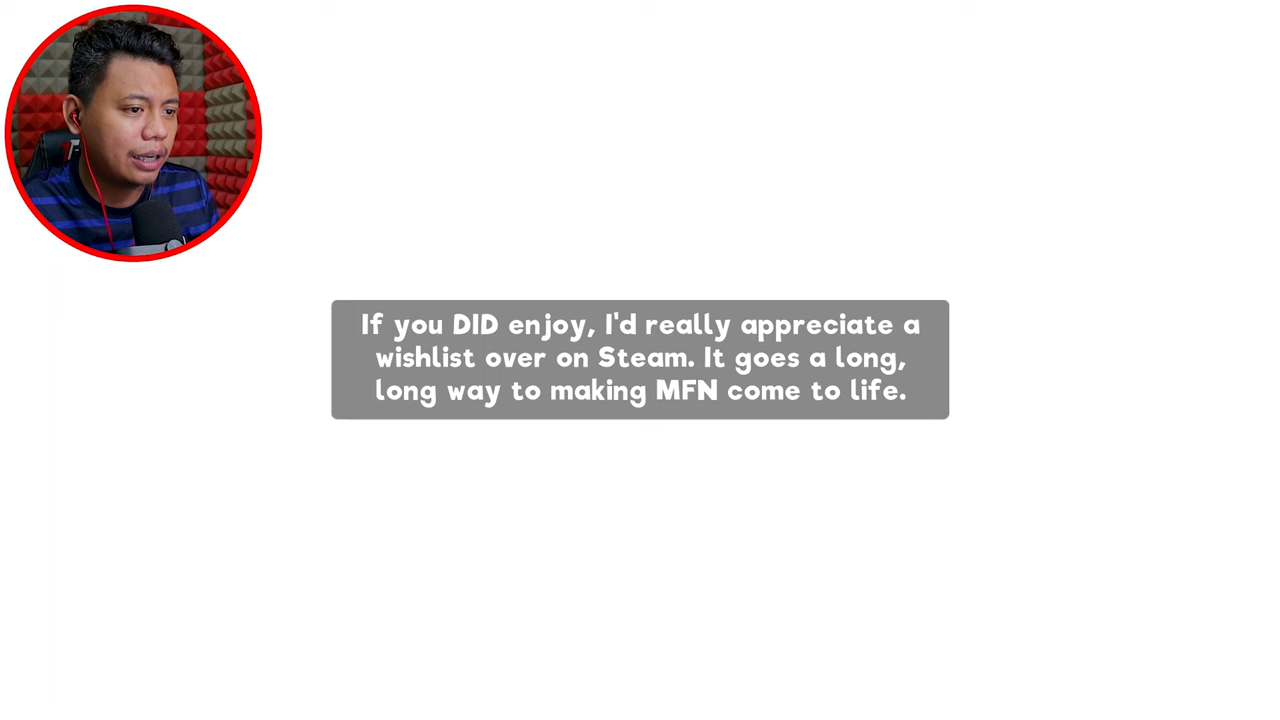 If you DID enjoy, I'd really appreciate a
wishlist over on Steam. It goes a long,
long way to making MFN come to life.